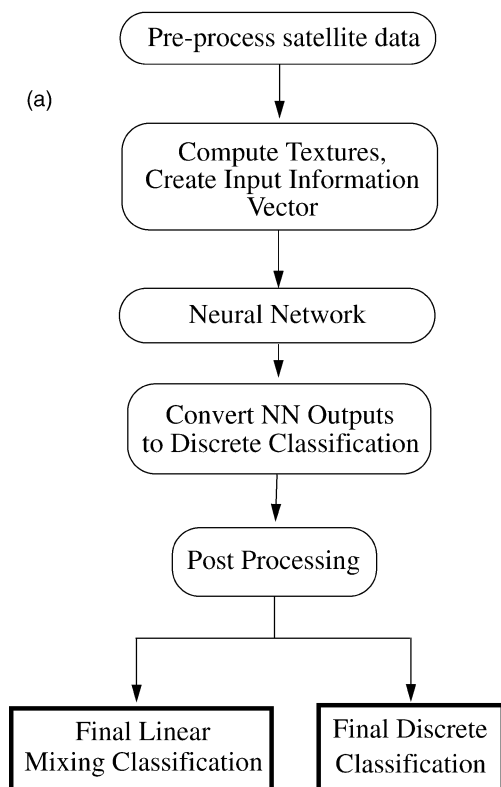 Pre-process satellite data
(a)
Compute Textures,
Create Input Information
Vector
Neural Network
Convert NN Outputs
to Discrete Classification
Post Processing
Final Linear
Mixing Classification
Final Discrete
Classification